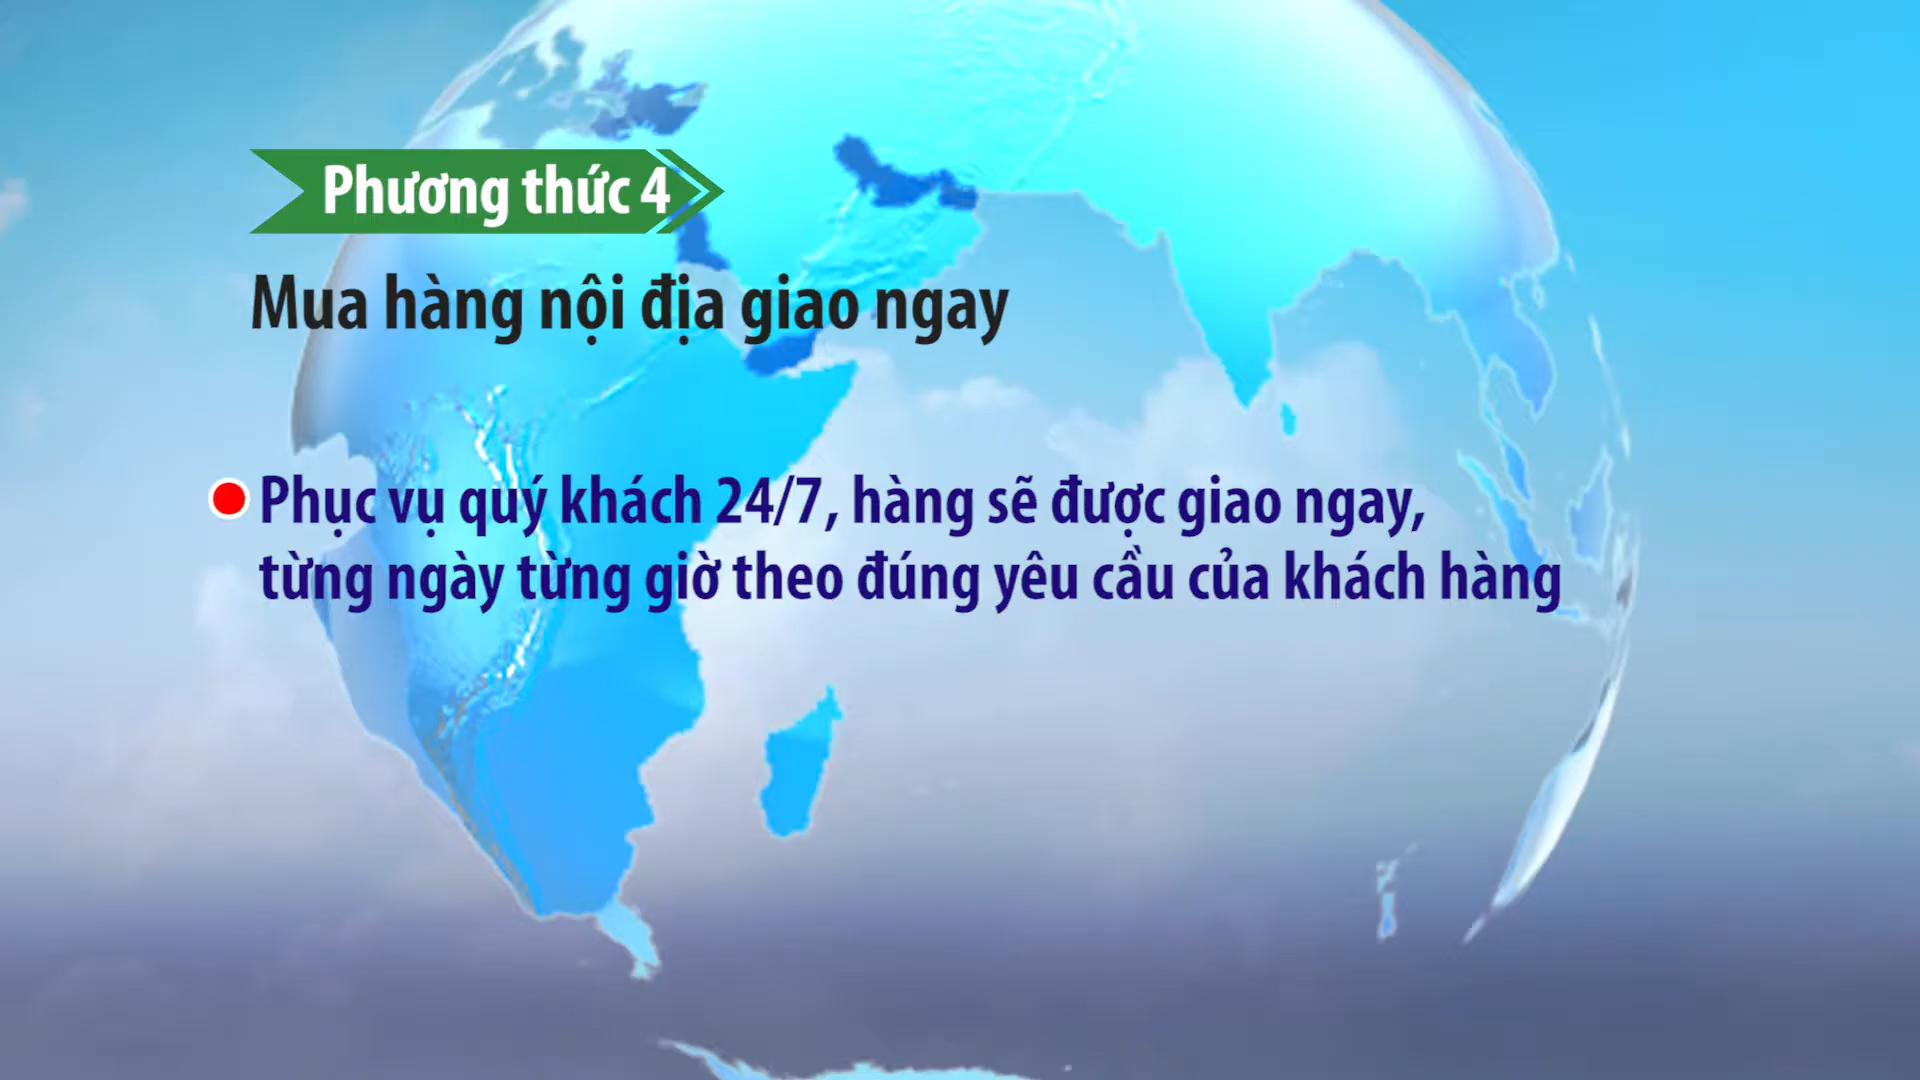 Phương thức 4
Mua hàng nội địa giao ngay
Phục vụ quý khách 24/7, hàng sẽ được giao ngay,
từng ngày từng giờ theo đúng yêu cầu của khách hàng